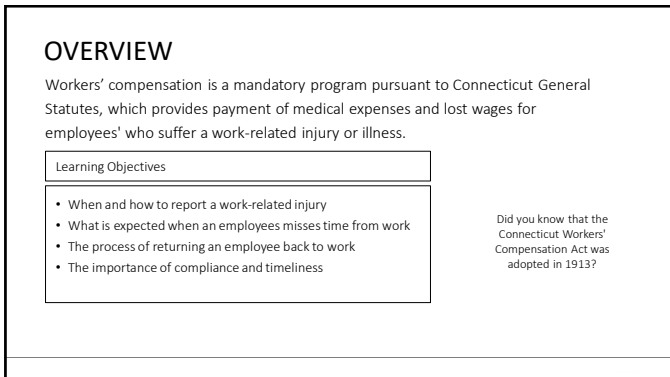 OVERVIEW
Workers' compensation is a mandatory program pursuant to Connecticut General
Statutes, which provides payment of medical expenses and lost wages for
employees' who suffer a work-related injury or illness.
Learning Objectives
• When and how to report a work-related injury
• What is expected when an employees misses time from work
• The process of returning an employee back to work
• The importance of compliance and timeliness
Did you know that the
Connecticut Workers'
Compensation Act was
adopted in 1913?